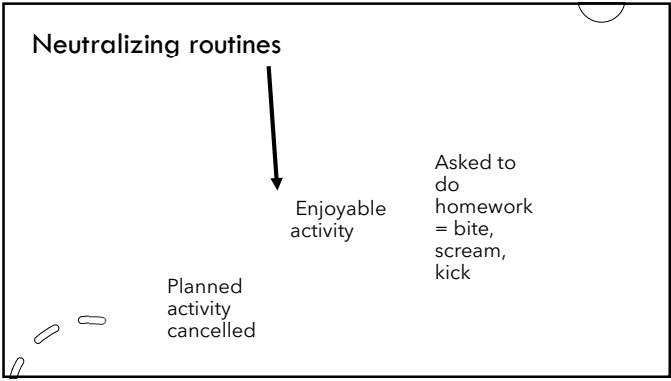 Neutralizing routines
Asked to
do
homework
= bite,
scream,
kick
Enjoyable
activity
Planned
activity
cancelled